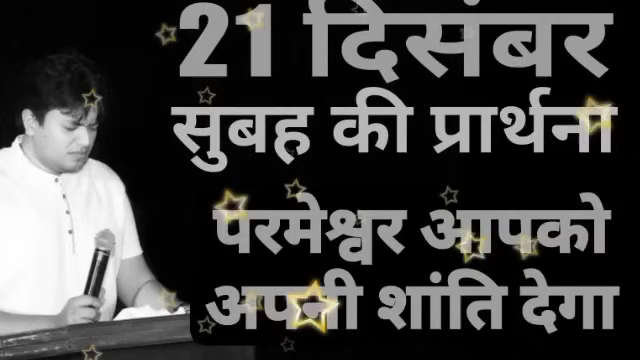 21 दिसंबर
सुबह की प्रार्थना
परमेश्वर आपको
अपनी शांति देगा